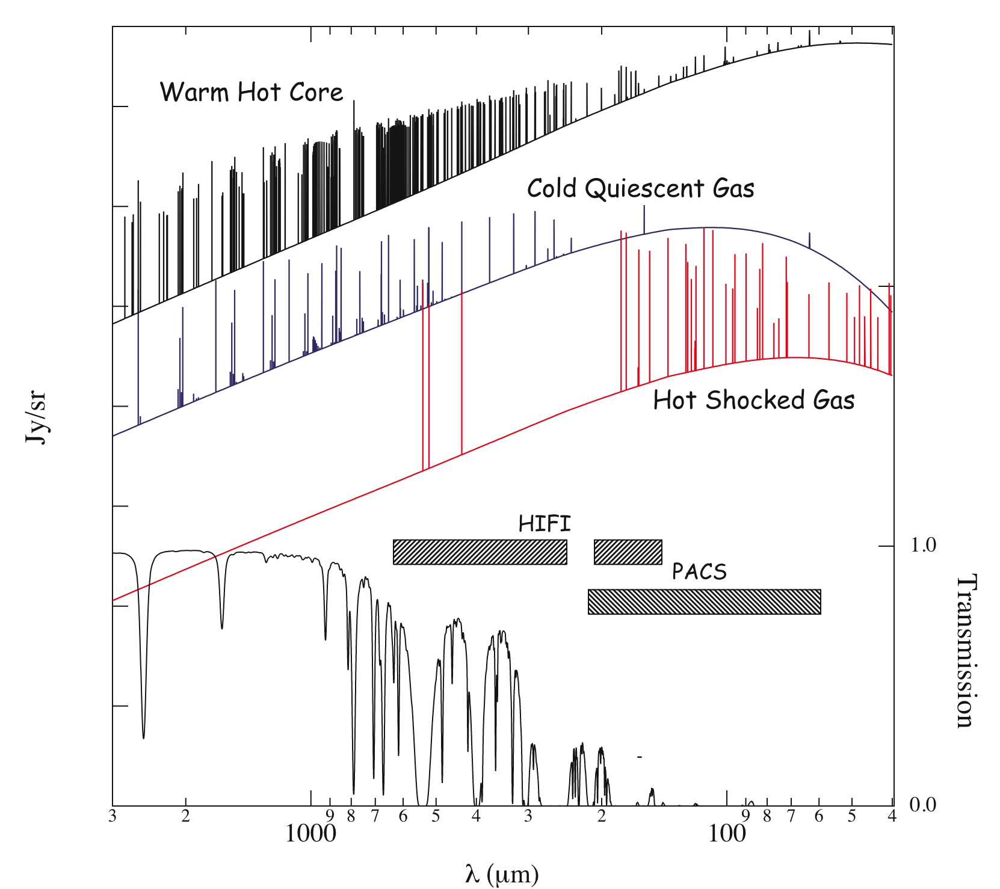 Warm Hot Core
Cold Quiescent Gas
Hot Shocked Gas
Jy/sr
HIFI
PACS
1.0
0.0
Transmission
3 2 9 8 7 6 5 4 3 2 9 8 7 6 5 4
1000 100
λ (μm)